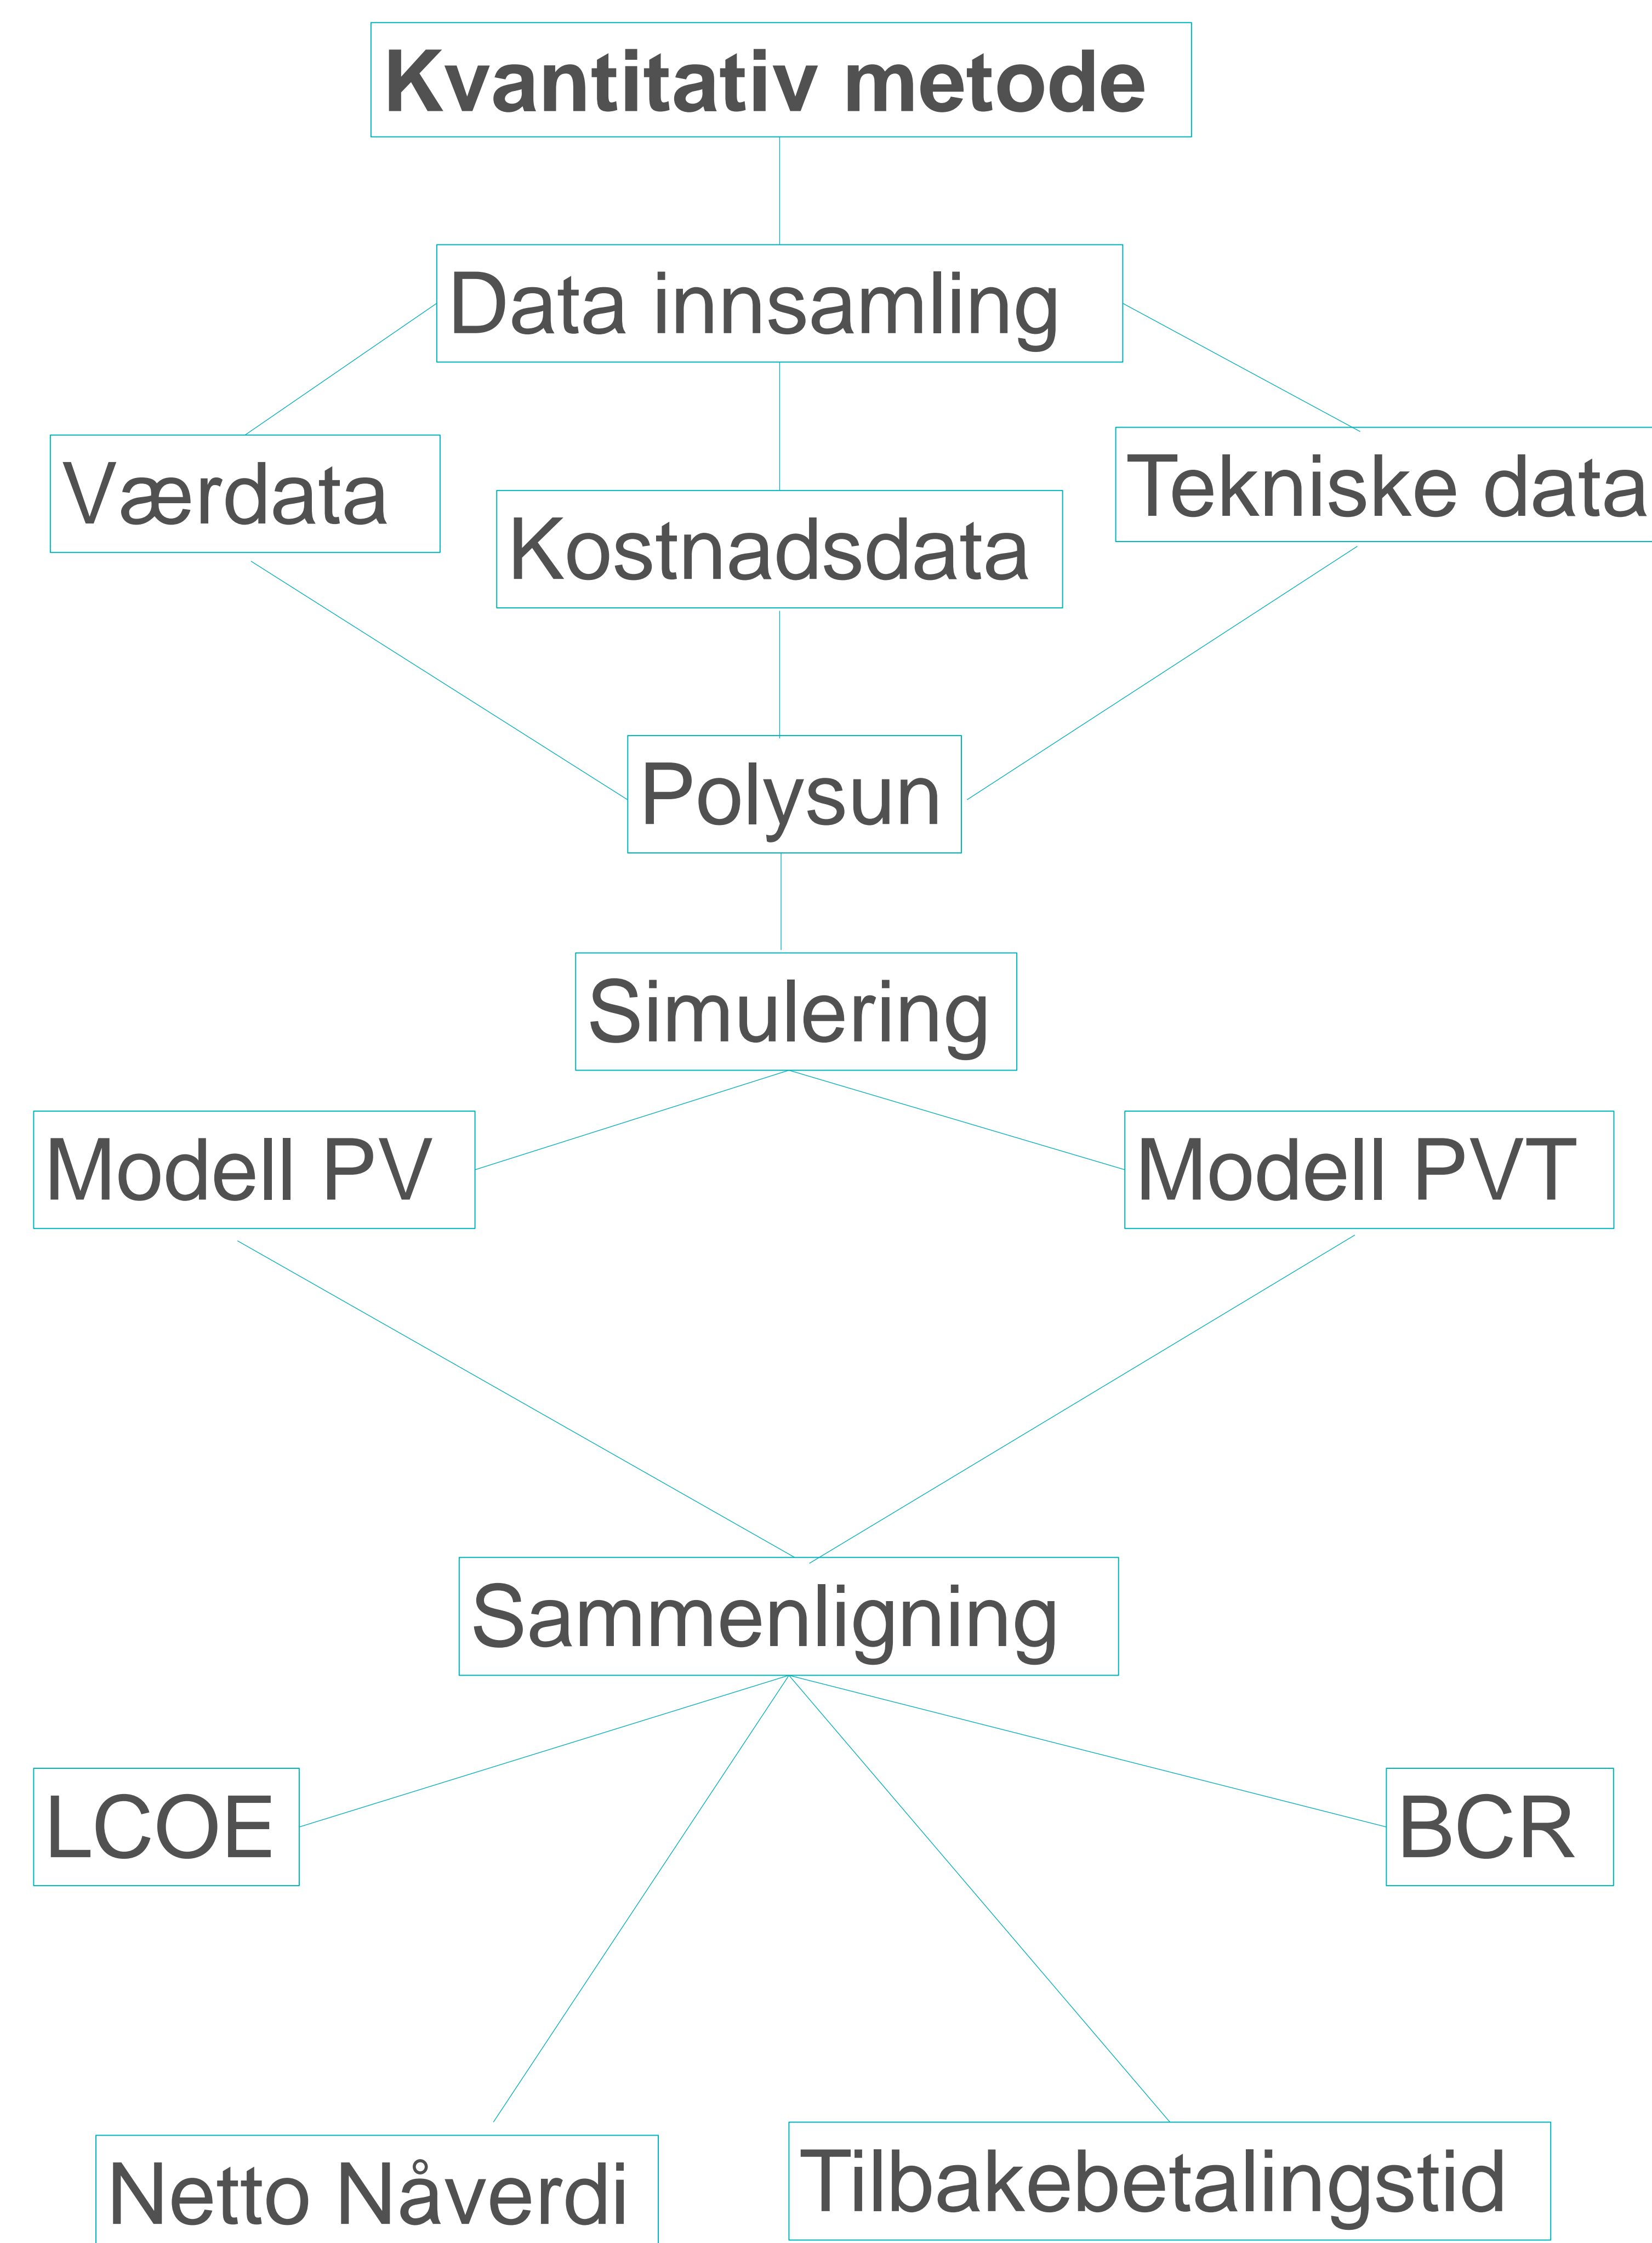 Kvantitativ metode
Data innsamling
Værdata
Kostnadsdata
Tekniske data
Polysun
Simulering
Modell PV
Modell PVT
Sammenligning
LCOE
BCR
Netto Nåverdi
Tilbakebetalingstid